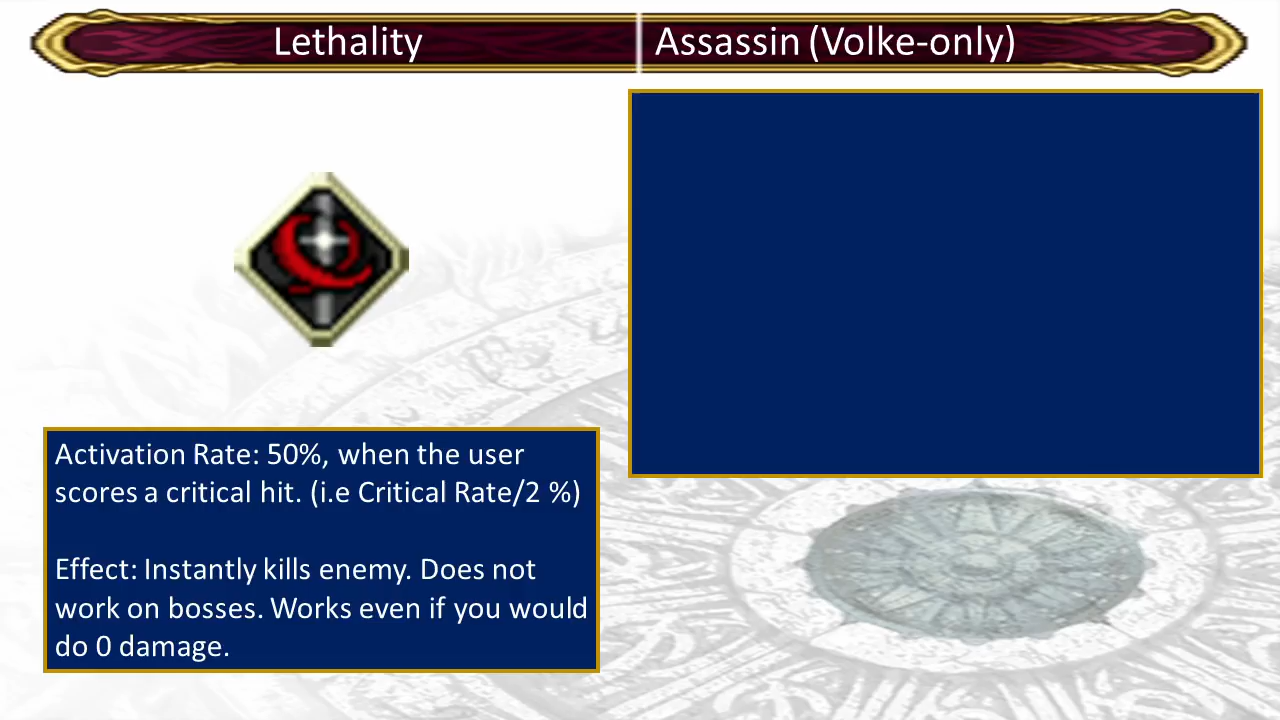 Lethality
Assassin (Volke-only)
Activation Rate: 50%, when the user
scores a critical hit. (i.e Critical Rate/2 %)
Effect: Instantly kills enemy. Does not
work on bosses. Works even if you would
do 0 damage.